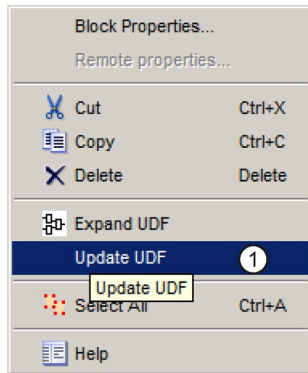 Block Properties...
Remote properties...
Cut Ctrl+X
Copy Ctrl+C
Delete Delete
Expand UDF
Update UDF 1
Update UDF
Select All Ctrl+A
Help